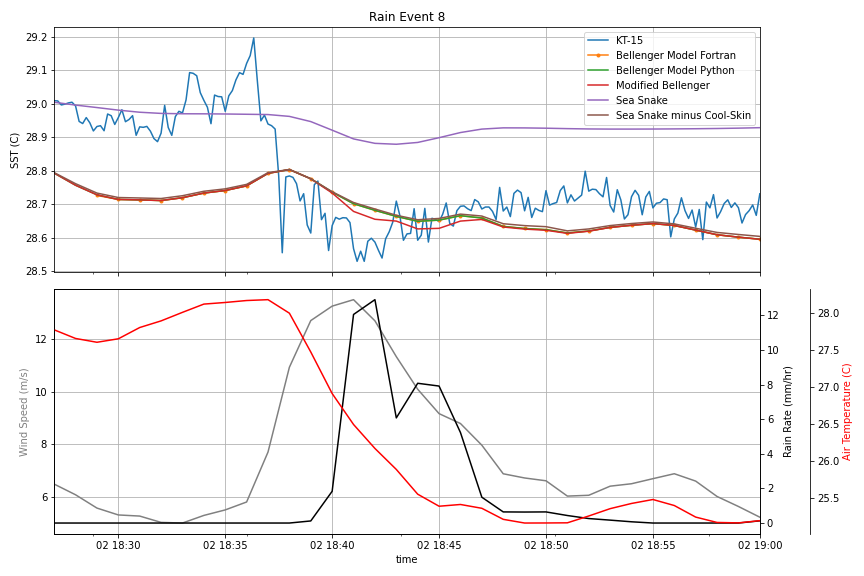 Rain Event 8
SST (C)
29.2
29.1
29.0
28.9
28.8
28.7
28.6
28.5
KT-15
Bellenger Model Fortran
Bellenger Model Python
Modified Bellenger
Sea Snake
Sea Snake minus Cool-Skin
Wind Speed (m/s)
12
10
8
6
12
10
8
6
4
2
0
Rain Rate (mm/hr)
28.0
27.5
27.0
26.5
26.0
25.5
Air Temperature (C)
02 18:30 02 18:35 02 18:40 02 18:45 02 18:50 02 18:55 02 19:00
time